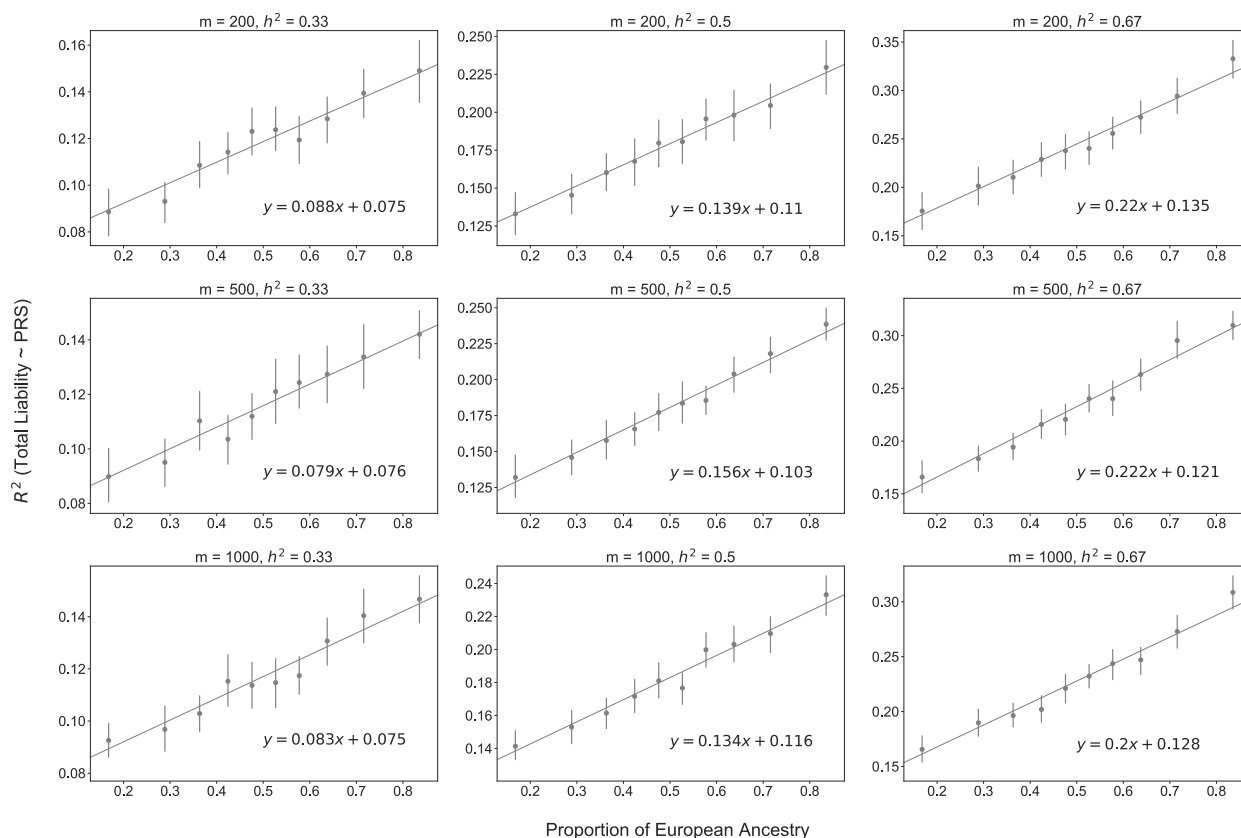 m = 200, h² = 0.33
0.16
0.14
0.12
0.10
0.08
y = 0.088x + 0.075
0.2 0.3 0.4 0.5 0.6 0.7 0.8
m = 200, h² = 0.5
0.250
0.225
0.200
0.175
0.150
0.125
y = 0.139x + 0.11
0.2 0.3 0.4 0.5 0.6 0.7 0.8
m = 200, h² = 0.67
0.35
0.30
0.25
0.20
0.15
y = 0.22x + 0.135
0.2 0.3 0.4 0.5 0.6 0.7 0.8
R² (Total Liability ~ PRS)
m = 500, h² = 0.33
0.14
0.12
0.10
0.08
y = 0.079x + 0.076
0.2 0.3 0.4 0.5 0.6 0.7 0.8
m = 500, h² = 0.5
0.250
0.225
0.200
0.175
0.150
0.125
y = 0.156x + 0.103
0.2 0.3 0.4 0.5 0.6 0.7 0.8
m = 500, h² = 0.67
0.30
0.25
0.20
0.15
y = 0.222x + 0.121
0.2 0.3 0.4 0.5 0.6 0.7 0.8
m = 1000, h² = 0.33
0.14
0.12
0.10
0.08
y = 0.083x + 0.075
0.2 0.3 0.4 0.5 0.6 0.7 0.8
m = 1000, h² = 0.5
0.24
0.22
0.20
0.18
0.16
0.14
y = 0.134x + 0.116
0.2 0.3 0.4 0.5 0.6 0.7 0.8
m = 1000, h² = 0.67
0.30
0.25
0.20
0.15
y = 0.2x + 0.128
0.2 0.3 0.4 0.5 0.6 0.7 0.8
Proportion of European Ancestry